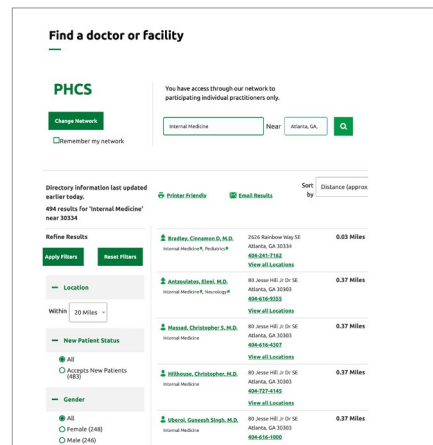 Find a doctor or facility
PHCS
You have access through our network to
participating individual practitioners only.
Change Network
Remember my network
Internal Medicine
Near
Atlanta, GA,
Directory information last updated
earlier today.
494 results for 'Internal Medicine'
near 30334
Printer Friendly
Email Results
Sort
by
Distance (approx
Refine Results
Apply Filters
Reset Filters
Location
Within
20 Miles
New Patient Status
All
Accepts New Patients
(483)
Gender
All
Female (248)
Male (246)
Bradley, Cinnamon D, M.D.
Internal Medicine, Pediatrics
2626 Rainbow Way SE
Atlanta, GA 30334
404-241-7162
View all Locations
0.03 Miles
Antzoulatos, Eleni, M.D.
Internal Medicine, Neurology
80 Jesse Hill Jr Dr SE
Atlanta, GA 30303
404-616-9355
View all Locations
0.37 Miles
Massad, Christopher S, M.D.
Internal Medicine
80 Jesse Hill Jr Dr SE
Atlanta, GA 30303
404-616-4307
View all Locations
0.37 Miles
Hilthouse, Christopher, M.D.
Internal Medicine
80 Jesse Hill Jr Dr SE
Atlanta, GA 30303
404-727-4145
View all Locations
0.37 Miles
Uberoi, Guneesh Singh, M.D.
Internal Medicine
80 Jesse Hill Jr Dr SE
Atlanta, GA 30303
404-616-1000
0.37 Miles